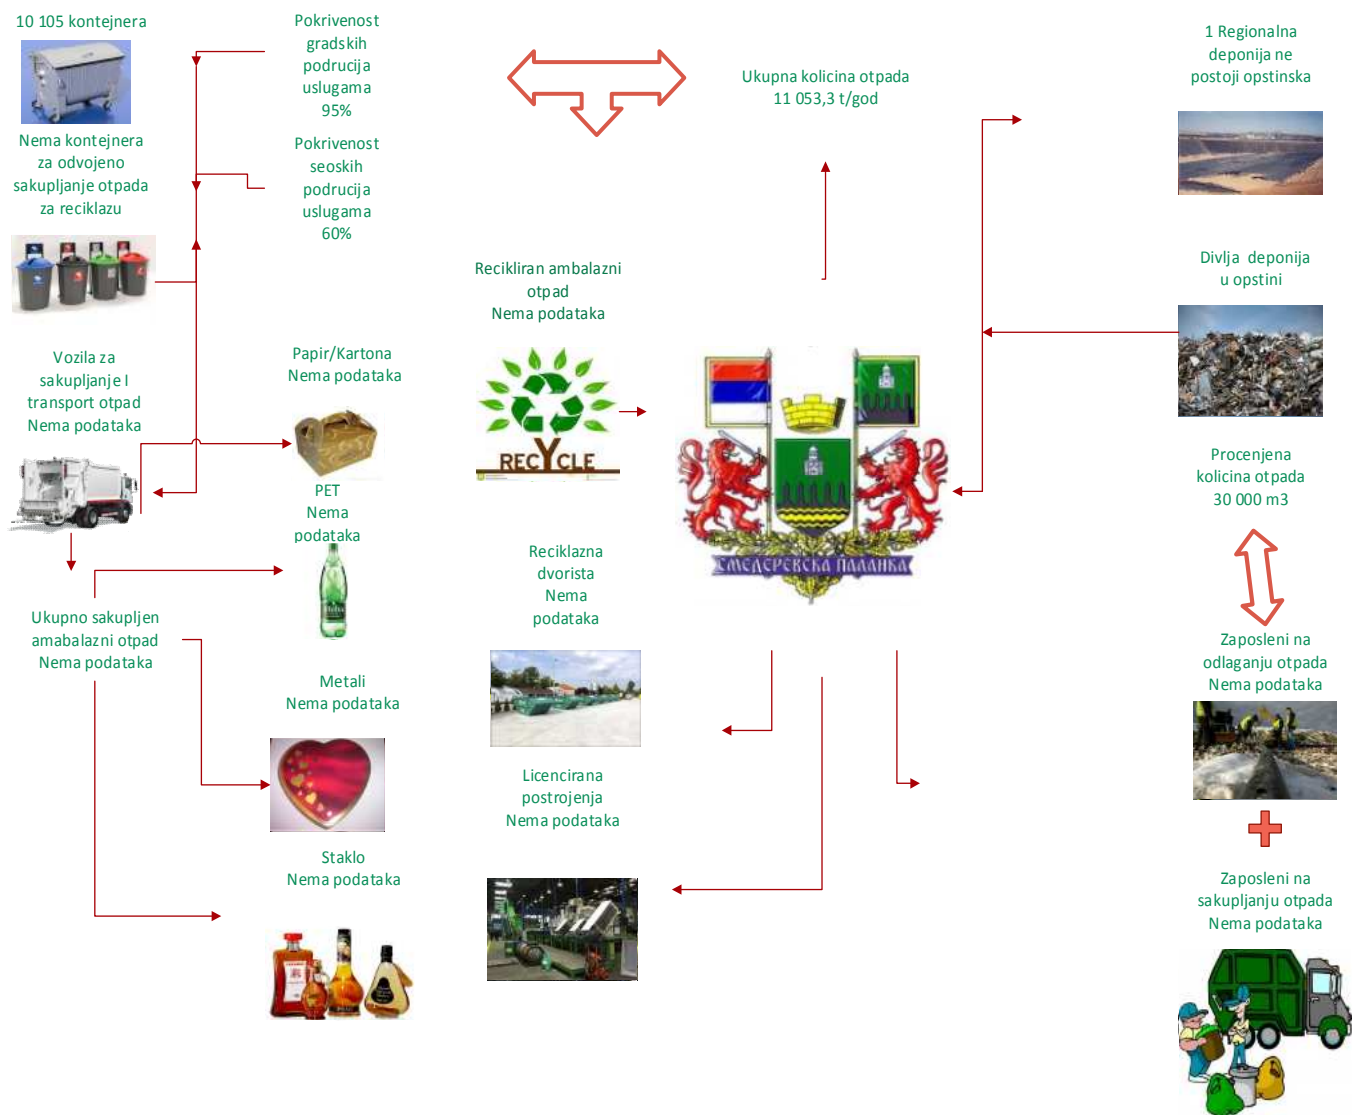 10 105 kontejnera
Nema kontejnera
za odvojeno
sakupljanje otpada
za reciklazu
Vozila za
sakupljanje I
transport otpad
Nema podataka
Ukupno sakupljen
amabalazni otpad
Nema podataka
Pokrivenost
gradskih
podrucija
uslugama
95%
Pokrivenost
seoskih
podrucija
uslugama
60%
Papir/Kartona
Nema podataka
PET
Nema
podataka
Metali
Nema podataka
Staklo
Nema podataka
Recikliran ambalazni
otpad
Nema podataka
RECYCLE
Reciklazna
dvorista
Nema
podataka
Licencirana
postrojenja
Nema podataka
Ukupna kolicina otpada
11 053,3 t/god
СМЕДЕРЕВСКА ПАЛАНКА
1 Regionalna
deponija ne
postoji opstinska
Divlja deponija
u opstini
Procenjena
kolicina otpada
30 000 m3
Zaposleni na
odlaganju otpada
Nema podataka
Zaposleni na
sakupljanju otpada
Nema podataka